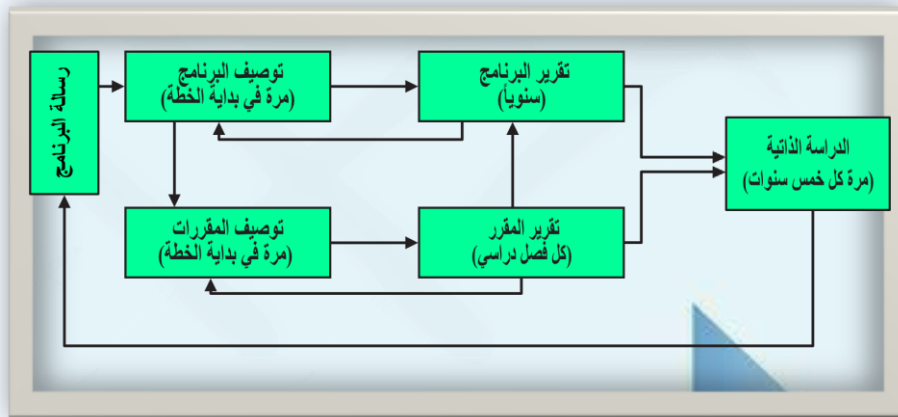 رسالة البرنامج
توصيف البرنامج
(مرة في بداية الخطة)
تقرير البرنامج
(سنوياً)
الدراسة الذاتية
(مرة كل خمس سنوات)
توصيف المقررات
(مرة في بداية الخطة)
تقرير المقرر
(كل فصل دراسي)